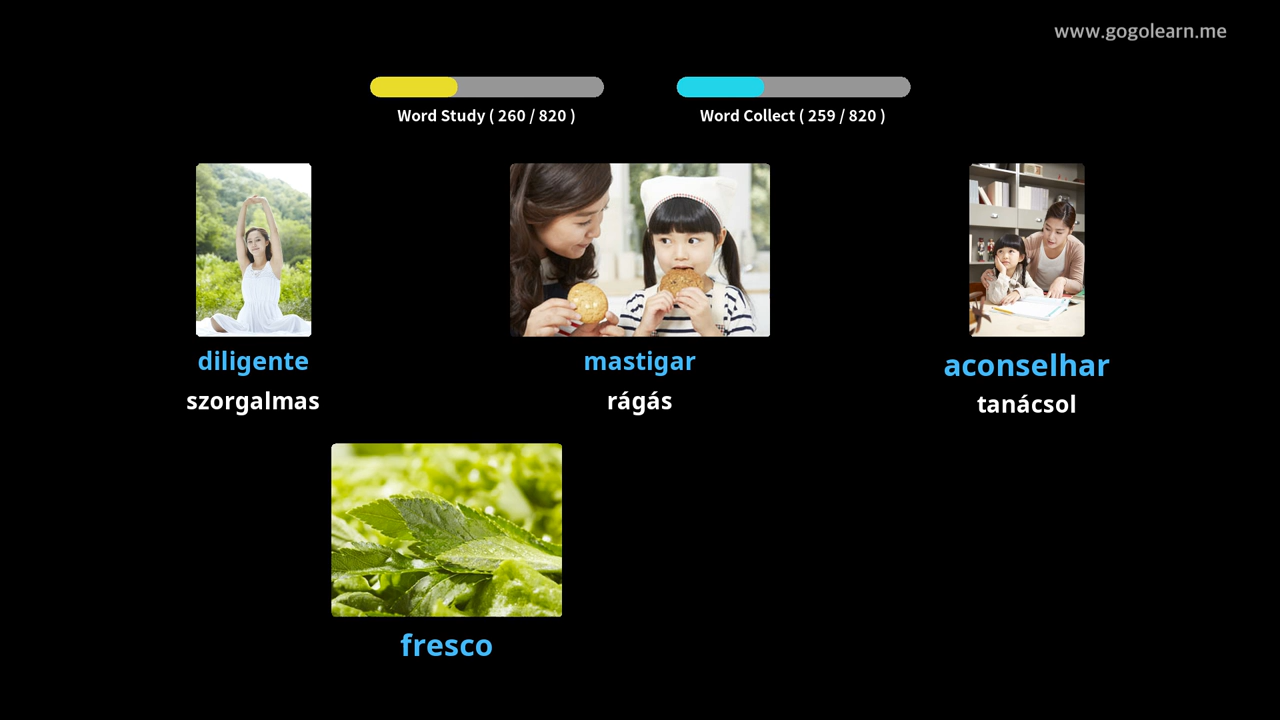 www.gogolearn.me
Word Study ( 260 / 820 )
Word Collect ( 259 / 820 )
diligente
szorgalmas
mastigar
rágás
aconselhar
tanácsol
fresco